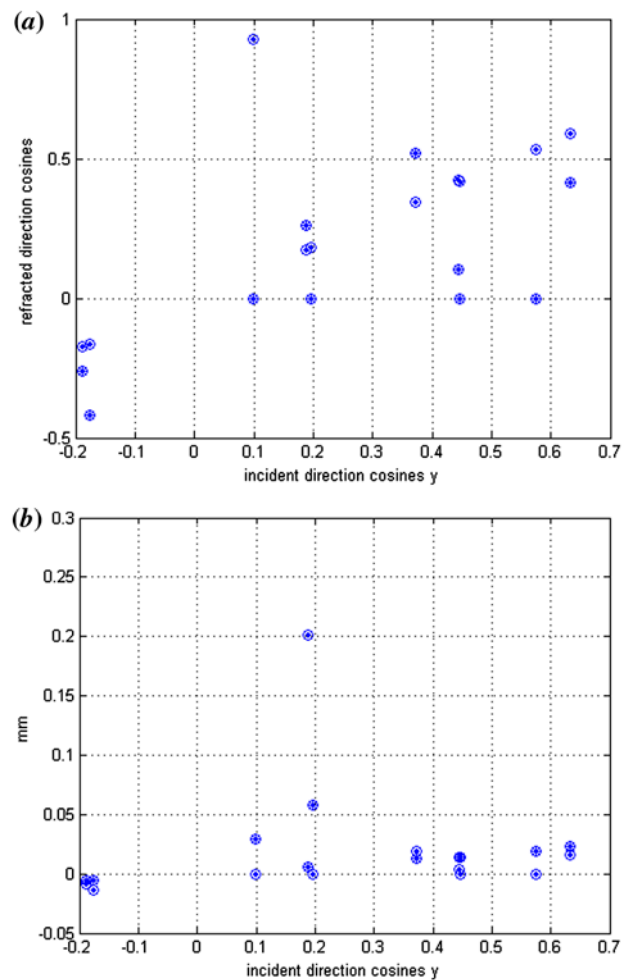 (a)
1
0.5
0
-0.5
refracted direction cosines
-0.2 -0.1 0 0.1 0.2 0.3 0.4 0.5 0.6 0.7
incident direction cosines y
(b)
0.3
0.25
0.2
0.15
0.1
0.05
0
-0.05
mm
-0.2 -0.1 0 0.1 0.2 0.3 0.4 0.5 0.6 0.7
incident direction cosines y